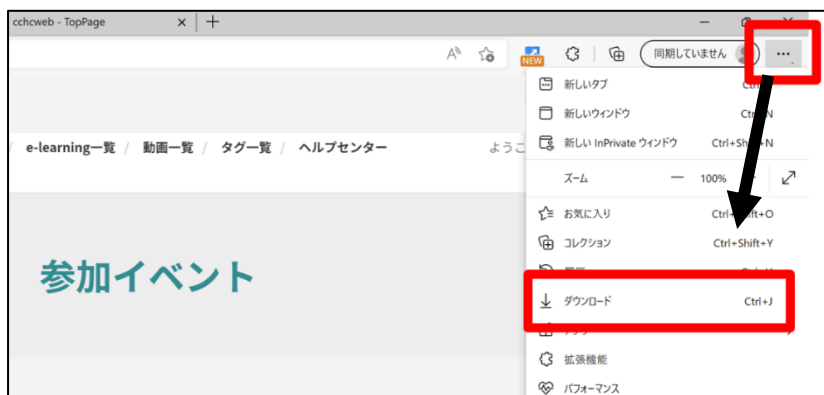 cchcweb - TopPage
NEW
同期していません
新しいタブ
新しいウィンドウ
e-learning一覧 / 動画一覧 / タグ一覧 / ヘルプセンター ようこ
新しい InPrivate ウィンドウ Ctrl+Sh
ズーム 100%
お気に入り
コレクション Ctrl+Shift+Y
参加イベント
ダウンロード Ctrl+J
拡張機能
パフォーマンス